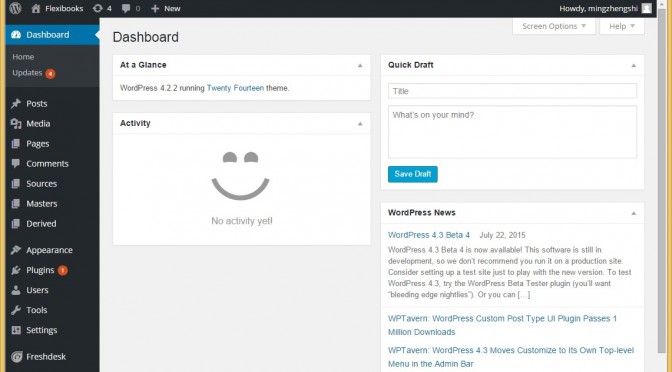 Flexibooks 4 0 + New Howdy, mingzhengshi
Screen Options Help
Dashboard
Home
Updates 4
Posts
Media
Pages
Comments
Sources
Masters
Derived
Appearance
Plugins 1
Users
Tools
Settings
Freshdesk
Dashboard
At a Glance
WordPress 4.2.2 running Twenty Fourteen theme.
Activity
No activity yet!
Quick Draft
Title
What's on your mind?
Save Draft
WordPress News
WordPress 4.3 Beta 4 July 22, 2015
WordPress 4.3 Beta 4 is now available! This software is still in
development, so we don't recommend you run it on a production site.
Consider setting up a test site just to play with the new version. To test
WordPress 4.3, try the WordPress Beta Tester plugin (you'll want
"bleeding edge nightlies"). Or you can […]
WPTavern: WordPress Custom Post Type UI Plugin Passes 1
Million Downloads
WPTavern: WordPress 4.3 Moves Customize to Its Own Top-level
Menu in the Admin Bar